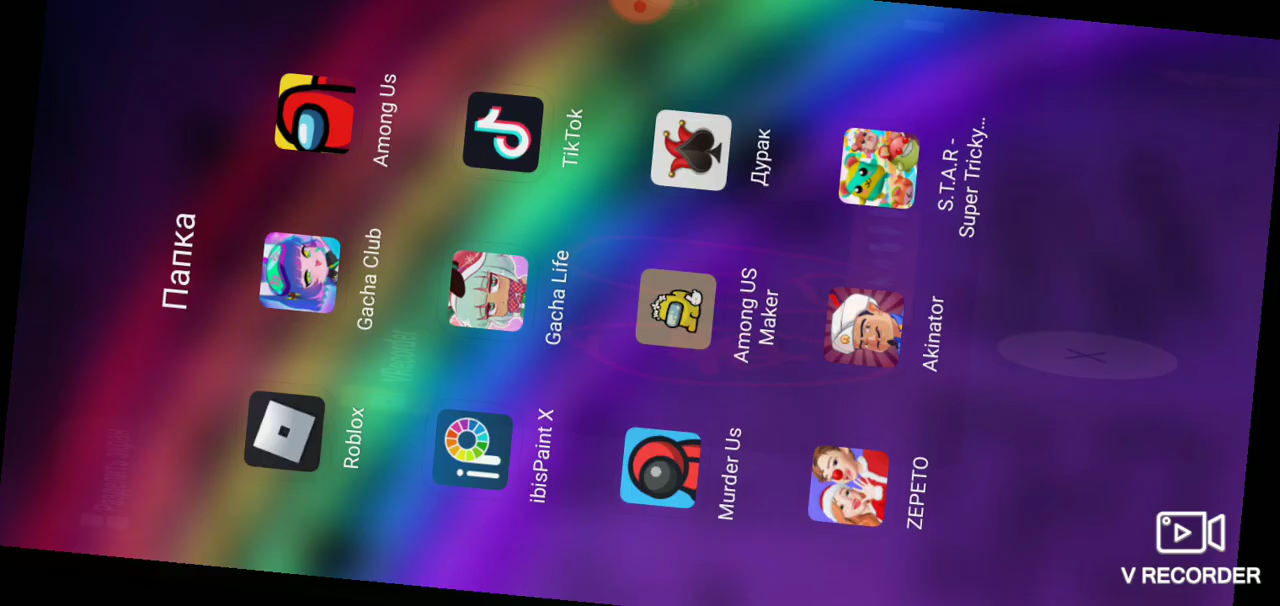 Папка
Roblox
Gacha Club
Among Us
ibisPaint X
Gacha Life
TikTok
Murder Us
Among US
Maker
Дурак
ZEPETO
Akinator
S.T.A.R -
Super Tricky...
VRecorder
V RECORDER